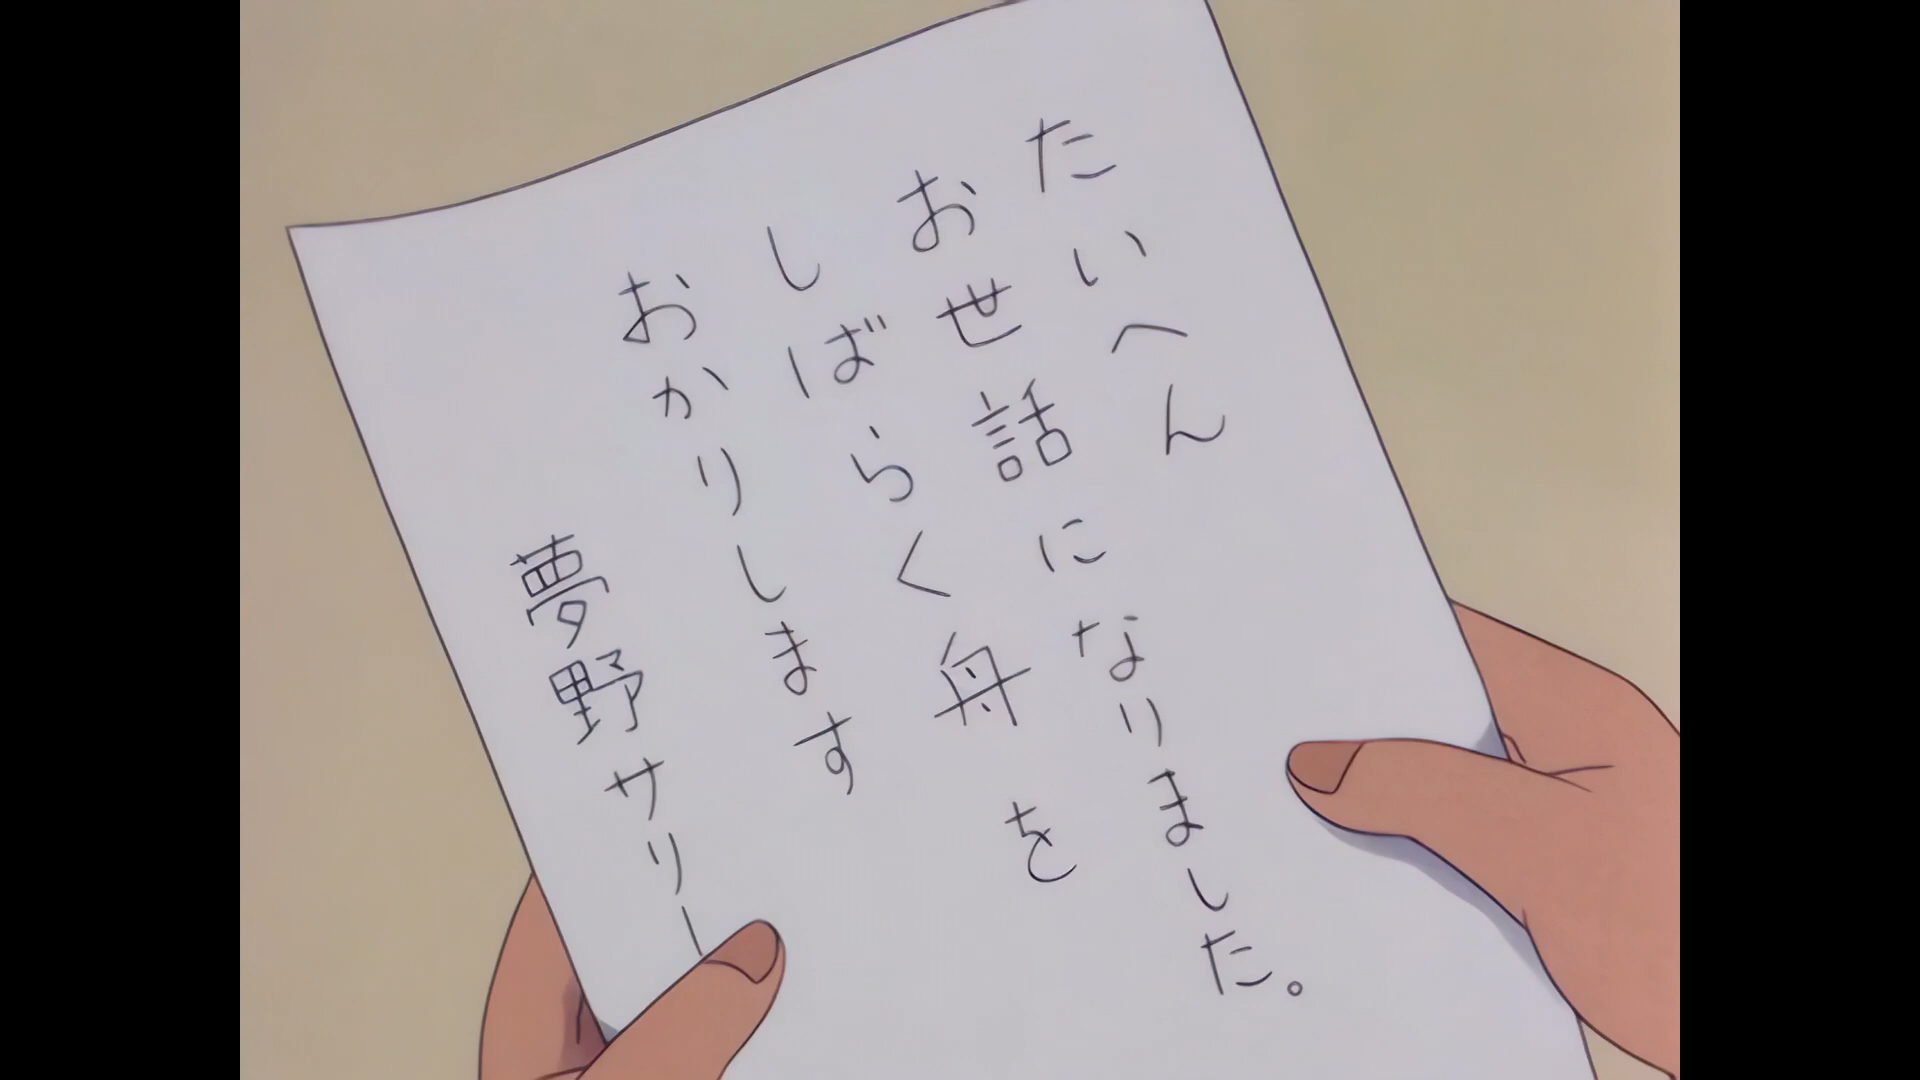 たいへん
お世話になりました。
しばらく舟を
おかりします
夢野サリー